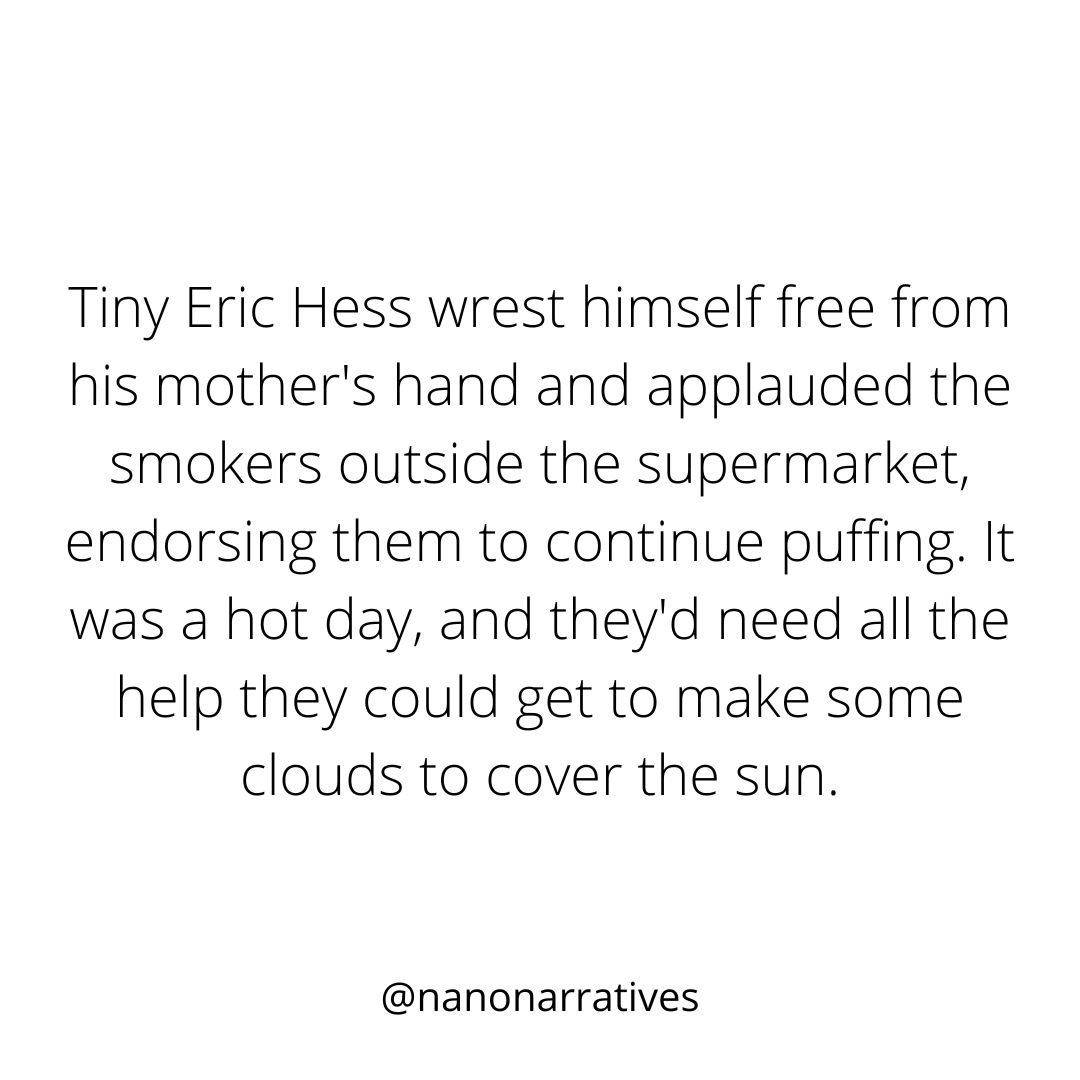 Tiny Eric Hess wrest himself free from
his mother's hand and applauded the
smokers outside the supermarket,
endorsing them to continue puffing. It
was a hot day, and they'd need all the
help they could get to make some
clouds to cover the sun.
@nanonarratives